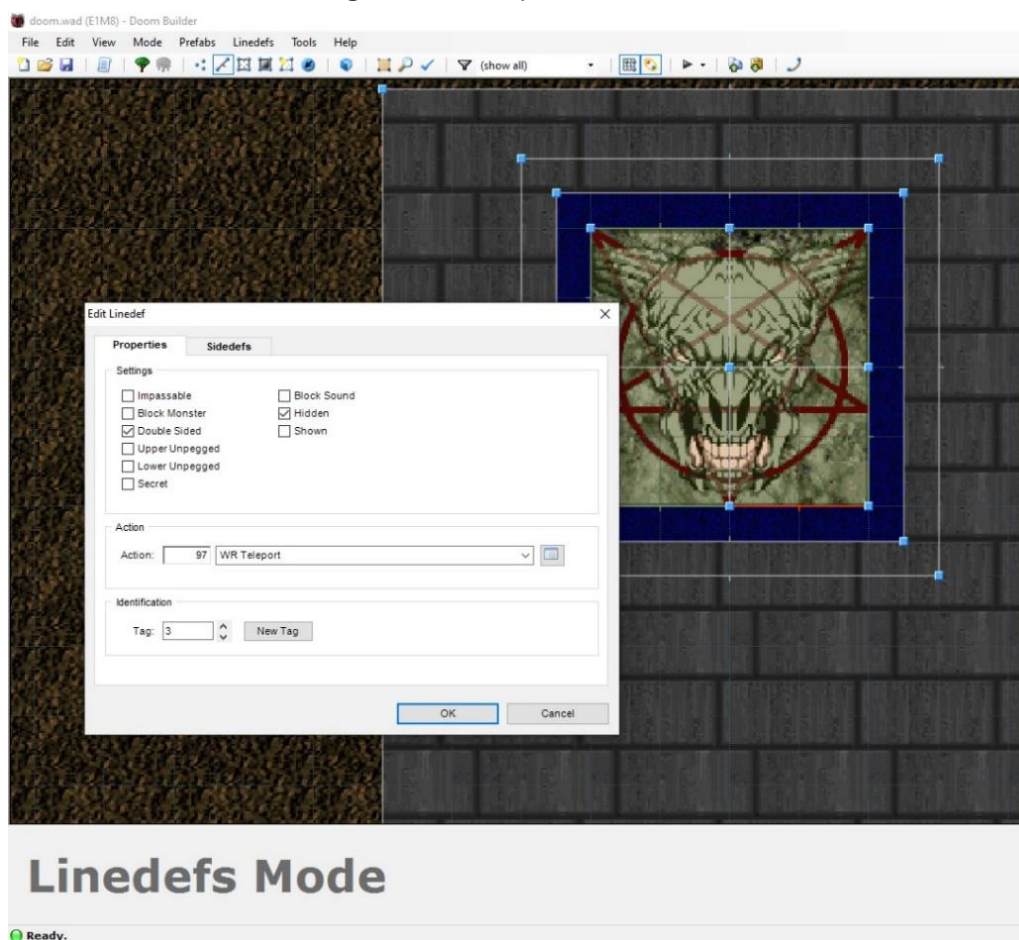 doom.wad (E1M8) - Doom Builder
File Edit View Mode Prefabs Linedefs Tools Help
(show all)
Edit Linedef
Properties Sidedefs
Settings
Impassable Block Sound
Block Monster Hidden
Double Sided Shown
Upper Unpegged
Lower Unpegged
Secret
Action
Action: 97 WR Teleport
Identification
Tag: 3 New Tag
OK Cancel
Linedefs Mode
Ready.